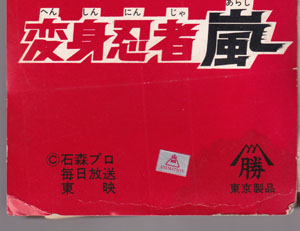 へんしんにんじゃ あらし
変身忍者嵐
©石森プロ
毎日放送
東映
勝
東京製品